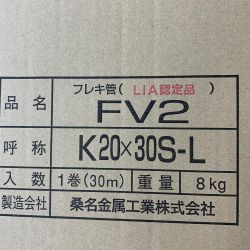 フレキ管(LIA認定品)
品名 FV2
呼称 K20×30S-L
入数 1巻(30m) 重量 8kg
製造会社 桑名金属工業株式会社